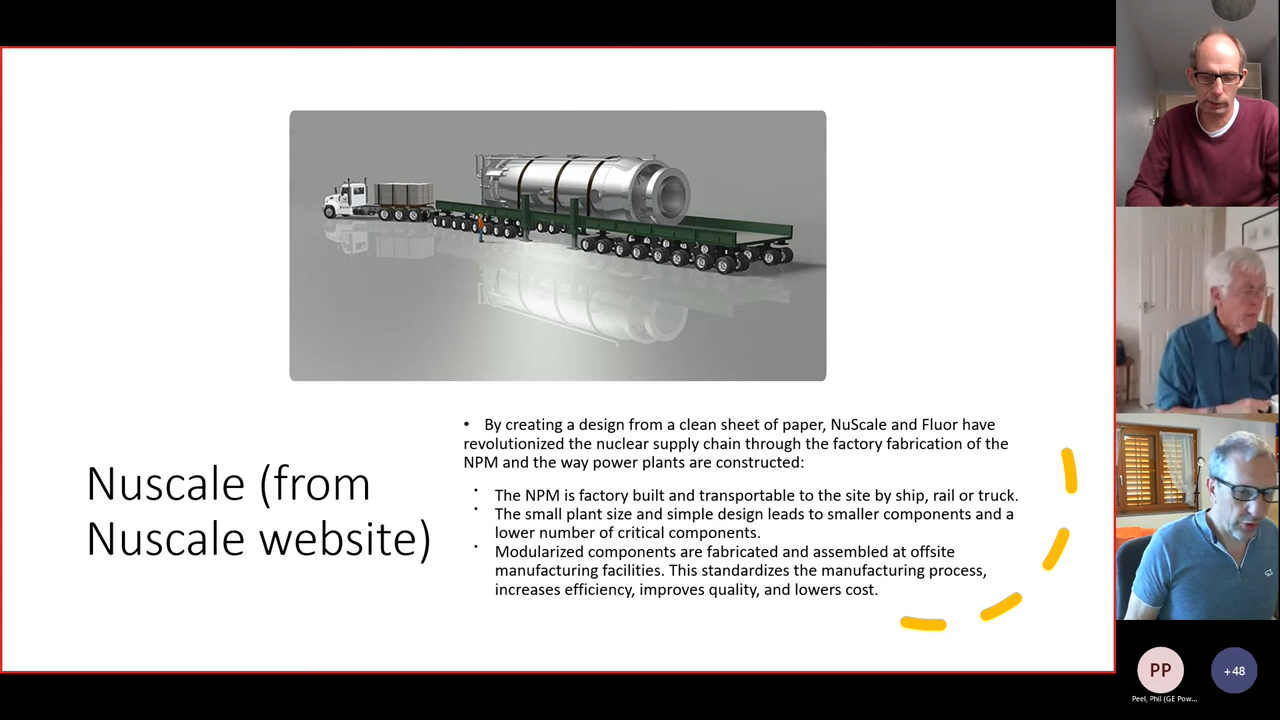 Nuscale (from
Nuscale website)
• By creating a design from a clean sheet of paper, NuScale and Fluor have
revolutionized the nuclear supply chain through the factory fabrication of the
NPM and the way power plants are constructed:
• The NPM is factory built and transportable to the site by ship, rail or truck.
• The small plant size and simple design leads to smaller components and a
lower number of critical components.
• Modularized components are fabricated and assembled at offsite
manufacturing facilities. This standardizes the manufacturing process,
increases efficiency, improves quality, and lowers cost.
PP
+48
Peel, Phil (GE Pow...